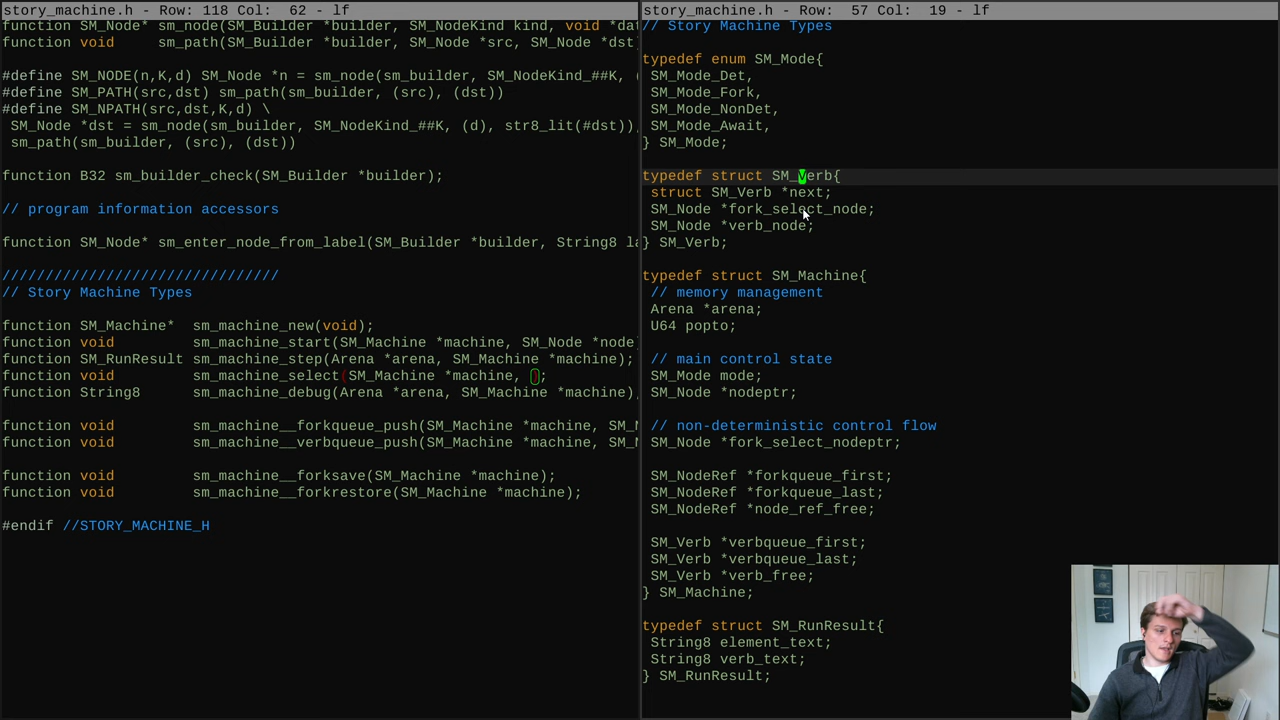 story_machine.h - Row: 118 Col:  62 - lf
function SM_Node* sm_node(SM_Builder *builder, SM_NodeKind kind, void *dat
function void     sm_path(SM_Builder *builder, SM_Node *src, SM_Node *dst
#define SM_NODE(n,K,d) SM_Node *n = sm_node(sm_builder, SM_NodeKind_##K, (
#define SM_PATH(src,dst) sm_path(sm_builder, (src), (dst))
#define SM_NPATH(src,dst,K,d) \
SM_Node *dst = sm_node(sm_builder, SM_NodeKind_##K, (d), str8_lit(#dst));
sm_path(sm_builder, (src), (dst))
function B32 sm_builder_check(SM_Builder *builder);
// program information accessors
function SM_Node* sm_enter_node_from_label(SM_Builder *builder, String8 la
////////////////////////////////
// Story Machine Types
function SM_Machine*  sm_machine_new(void);
function void         sm_machine_start(SM_Machine *machine, SM_Node *node
function SM_RunResult sm_machine_step(Arena *arena, SM_Machine *machine);
function void         sm_machine_select(SM_Machine *machine, );
function String8      sm_machine_debug(Arena *arena, SM_Machine *machine)
function void         sm_machine__forkqueue_push(SM_Machine *machine, SM_N
function void         sm_machine__verbqueue_push(SM_Machine *machine, SM_N
function void         sm_machine__forksave(SM_Machine *machine);
function void         sm_machine__forkrestore(SM_Machine *machine);
#endif //STORY_MACHINE_H
story_machine.h - Row:  57 Col:  19 - lf
// Story Machine Types
typedef enum SM_Mode{
SM_Mode_Det,
SM_Mode_Fork,
SM_Mode_NonDet,
SM_Mode_Await,
} SM_Mode;
typedef struct SM_Verb{
struct SM_Verb *next;
SM_Node *fork_select_node;
SM_Node *verb_node;
} SM_Verb;
typedef struct SM_Machine{
// memory management
Arena *arena;
U64 popto;
// main control state
SM_Mode mode;
SM_Node *nodeptr;
// non-deterministic control flow
SM_Node *fork_select_nodeptr;
SM_NodeRef *forkqueue_first;
SM_NodeRef *forkqueue_last;
SM_NodeRef *node_ref_free;
SM_Verb *verbqueue_first;
SM_Verb *verbqueue_last;
SM_Verb *verb_free;
} SM_Machine;
typedef struct SM_RunResult{
String8 element_text;
String8 verb_text;
} SM_RunResult;